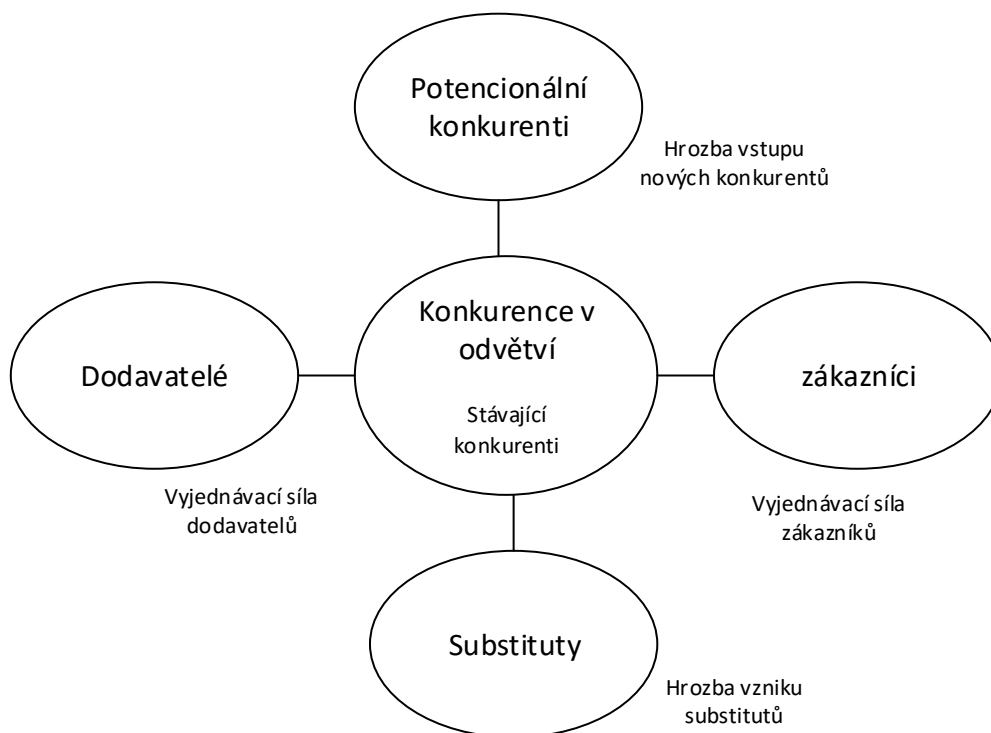 Potencionální
konkurenti
Hrozba vstupu
nových konkurentů
Konkurence v
odvětví
Stávající
konkurenti
Dodavatelé
zákazníci
Vyjednávací síla
dodavatelů
Vyjednávací síla
zákazníků
Substituty
Hrozba vzniku
substitutů